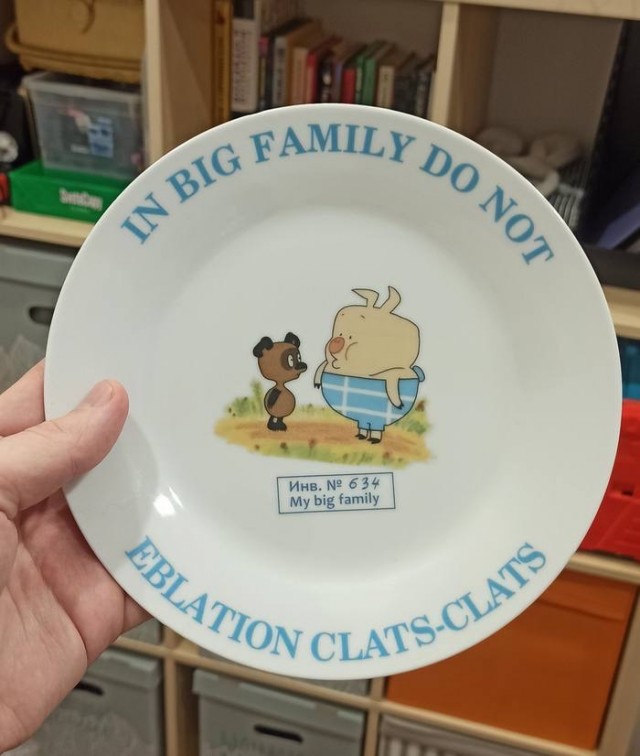 IN BIG FAMILY DO NOT
Инв. № 634
My big family
EBLATION CLATS-CLATS